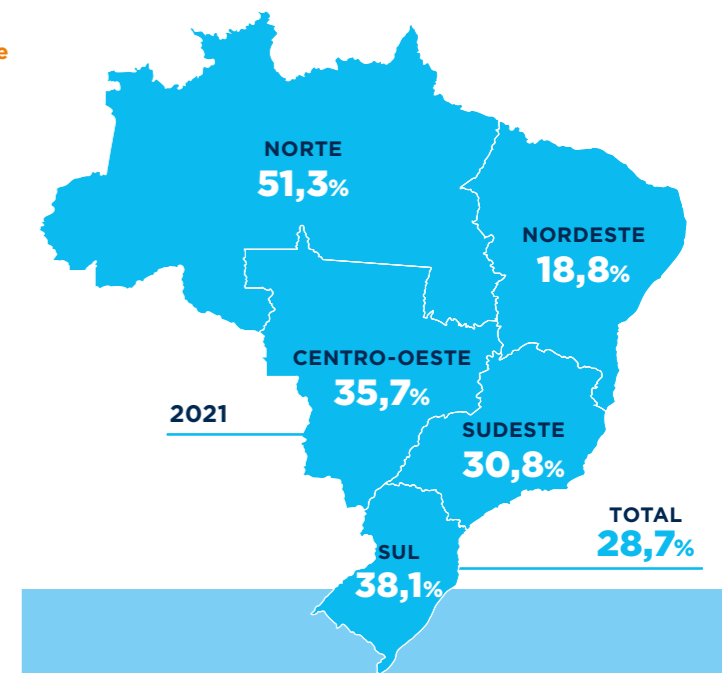 e
NORTE
51,3%
NORDESTE
18,8%
CENTRO-OESTE
35,7%
2021
SUDESTE
30,8%
TOTAL
28,7%
SUL
38,1%